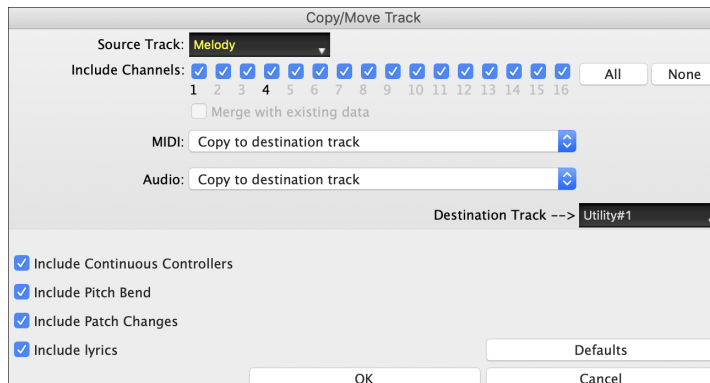 Copy/Move Track
Source Track: Melody
Include Channels: All None
1 2 3 4 5 6 7 8 9 10 11 12 13 14 15 16
Merge with existing data
MIDI: Copy to destination track
Audio: Copy to destination track
Destination Track --> Utility#1
Include Continuous Controllers
Include Pitch Bend
Include Patch Changes
Include lyrics Defaults
OK Cancel